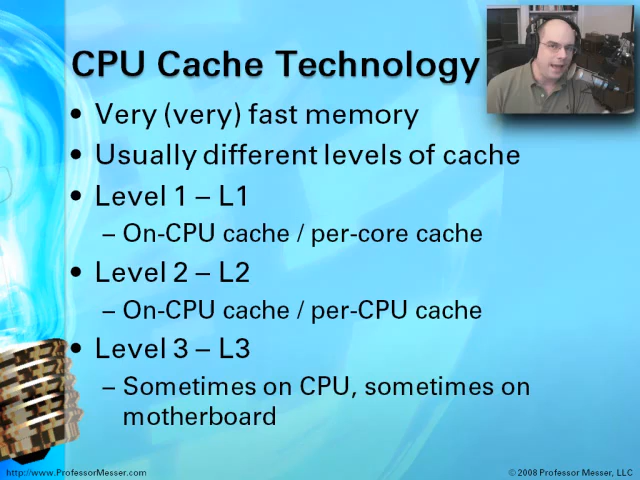 CPU Cache Technology
• Very (very) fast memory
• Usually different levels of cache
• Level 1 – L1
– On-CPU cache / per-core cache
• Level 2 – L2
– On-CPU cache / per-CPU cache
• Level 3 – L3
– Sometimes on CPU, sometimes on
motherboard
http://www.ProfessorMesser.com
© 2008 Professor Messer, LLC